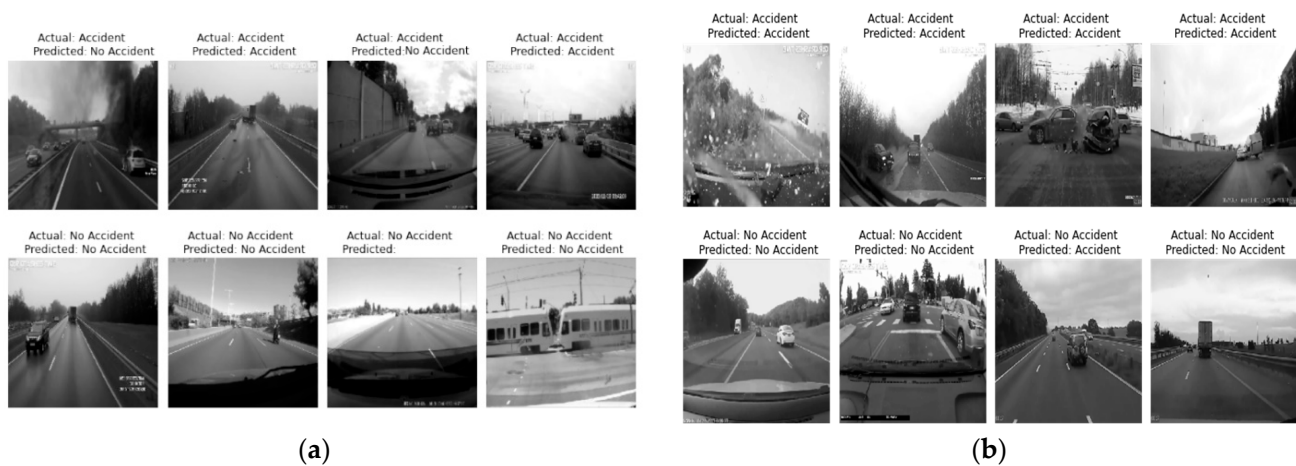 Actual: Accident
Predicted: No Accident
Actual: Accident
Predicted: Accident
Actual: Accident
Predicted:No Accident
Actual: Accident
Predicted: Accident
Actual: No Accident
Predicted: No Accident
Actual: No Accident
Predicted: No Accident
Actual: No Accident
Predicted:
Actual: No Accident
Predicted: No Accident
(a)
Actual: Accident
Predicted: Accident
Actual: Accident
Predicted: Accident
Actual: Accident
Predicted: Accident
Actual: Accident
Predicted: Accident
Actual: No Accident
Predicted: No Accident
Actual: No Accident
Predicted: No Accident
Actual: No Accident
Predicted: Accident
Actual: No Accident
Predicted: No Accident
(b)